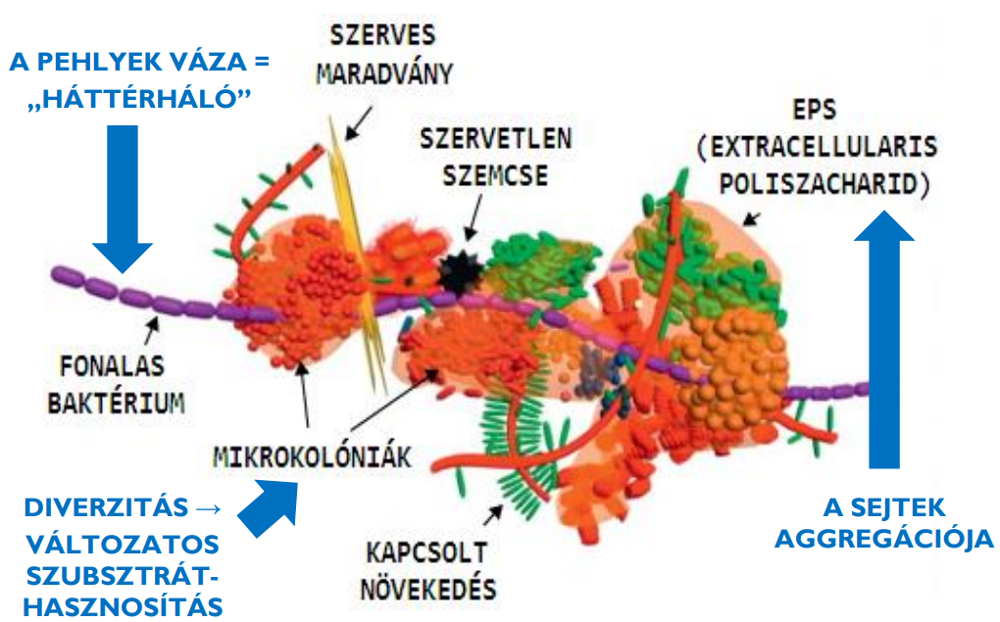 SZERVES
MARADVÁNY
A PEHLYEK VÁZA =
„HÁTTÉRHÁLÓ”
EPS
(EXTRACELLULARIS
POLISZACHARID)
SZERVETLEN
SZEMCSE
FONALAS
BAKTÉRIUM
MIKROKOLÓNIÁK
DIVERZITÁS →
VÁLTOZATOS
SZUBSZTRÁT-
HASZNOSÍTÁS
A SEJTEK
AGGREGÁCIÓJA
KAPCSOLT
NÖVEKEDÉS